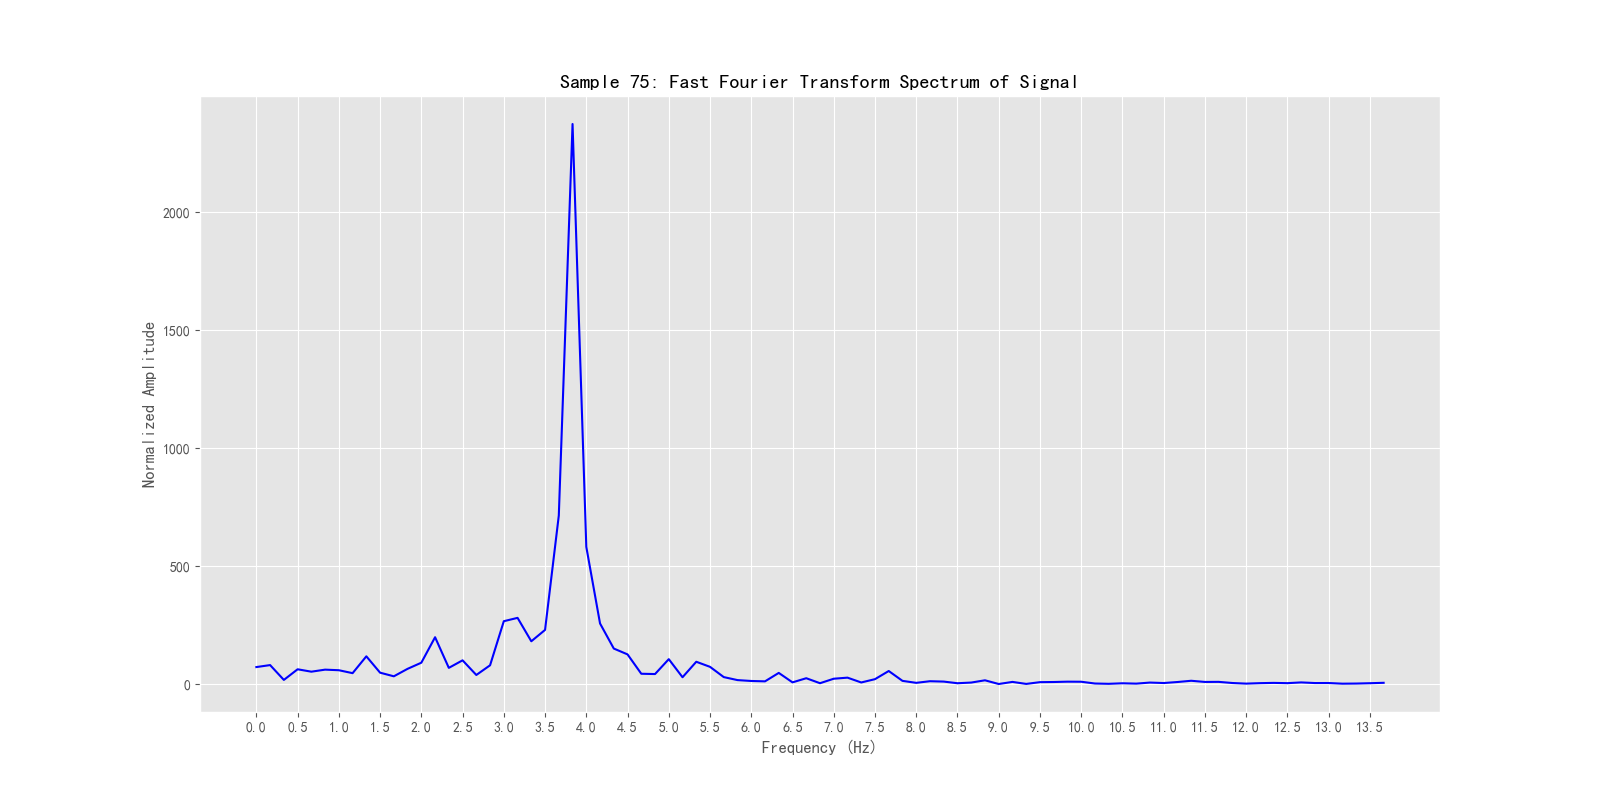 Sample 75: Fast Fourier Transform Spectrum of Signal
Normalized Amplitude
2000
1500
1000
500
0
0.0 0.5 1.0 1.5 2.0 2.5 3.0 3.5 4.0 4.5 5.0 5.5 6.0 6.5 7.0 7.5 8.0 8.5 9.0 9.5 10.0 10.5 11.0 11.5 12.0 12.5 13.0 13.5
Frequency (Hz)